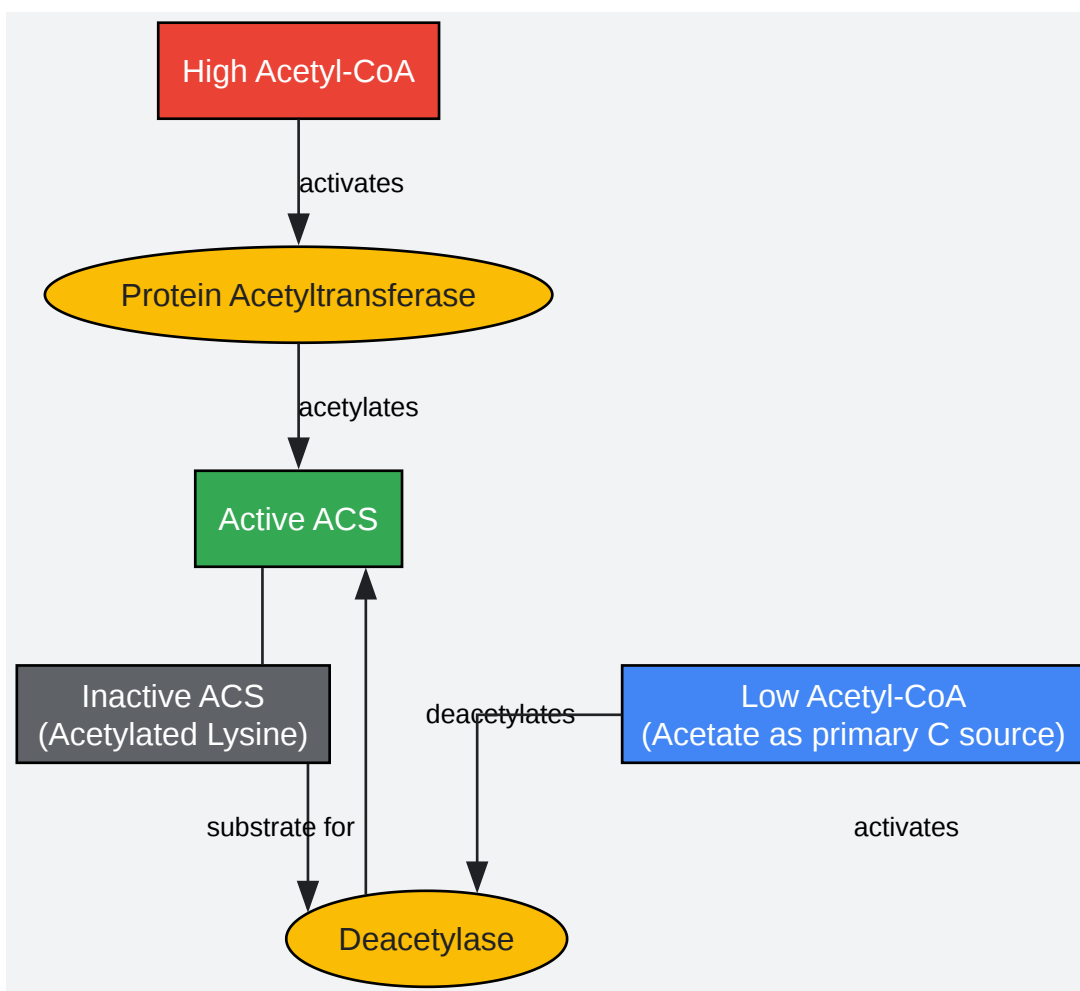 High Acetyl-CoA
activates
Protein Acetyltransferase
acetylates
Active ACS
Inactive ACS
(Acetylated Lysine)
deacetylates
Low Acetyl-CoA
(Acetate as primary C source)
substrate for
activates
Deacetylase